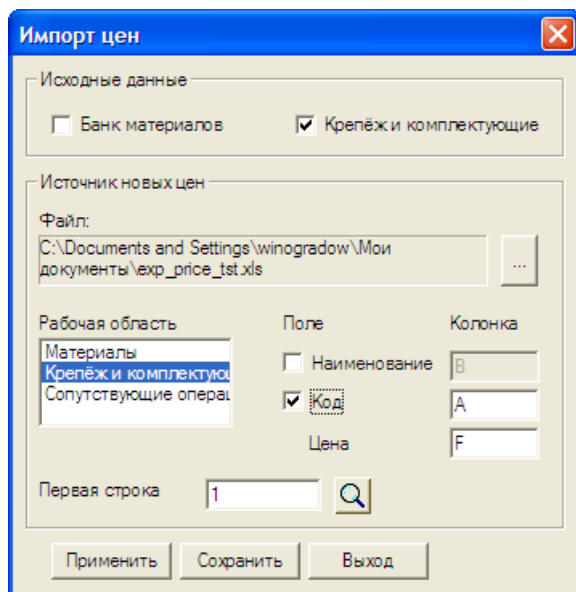 Импорт цен
Исходные данные
Банк материалов
Крепёж и комплектующие
Источник новых цен
Файл:
C:\Documents and Settings\winogradow\Мои
документы\exp_price_tst.xls
...
Рабочая область
Поле
Колонка
Материалы
Крепёж и комплектую
Сопутствующие операц
Наименование
B
Код
A
Цена
F
Первая строка
1
Применить
Сохранить
Выход